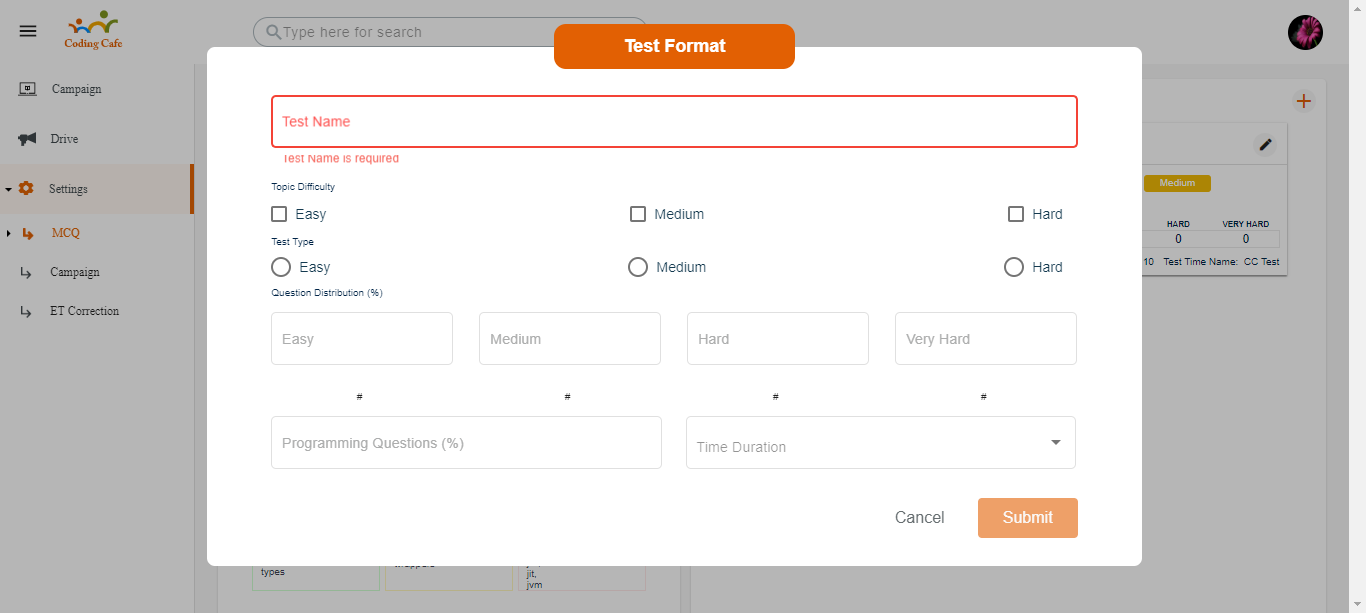 Coding Cafe
Type here for search
Test Format
Campaign
Drive
Settings
MCQ
Campaign
ET Correction
Test Name
Test Name is required
Topic Difficulty
Easy Medium Hard
Test Type
Easy Medium Hard
Question Distribution (%)
Easy Medium Hard Very Hard
# # # #
Programming Questions (%) Time Duration
Cancel Submit
Medium
HARD VERY HARD
0 0
10 Test Time Name: CC Test
types
jit,
jvm